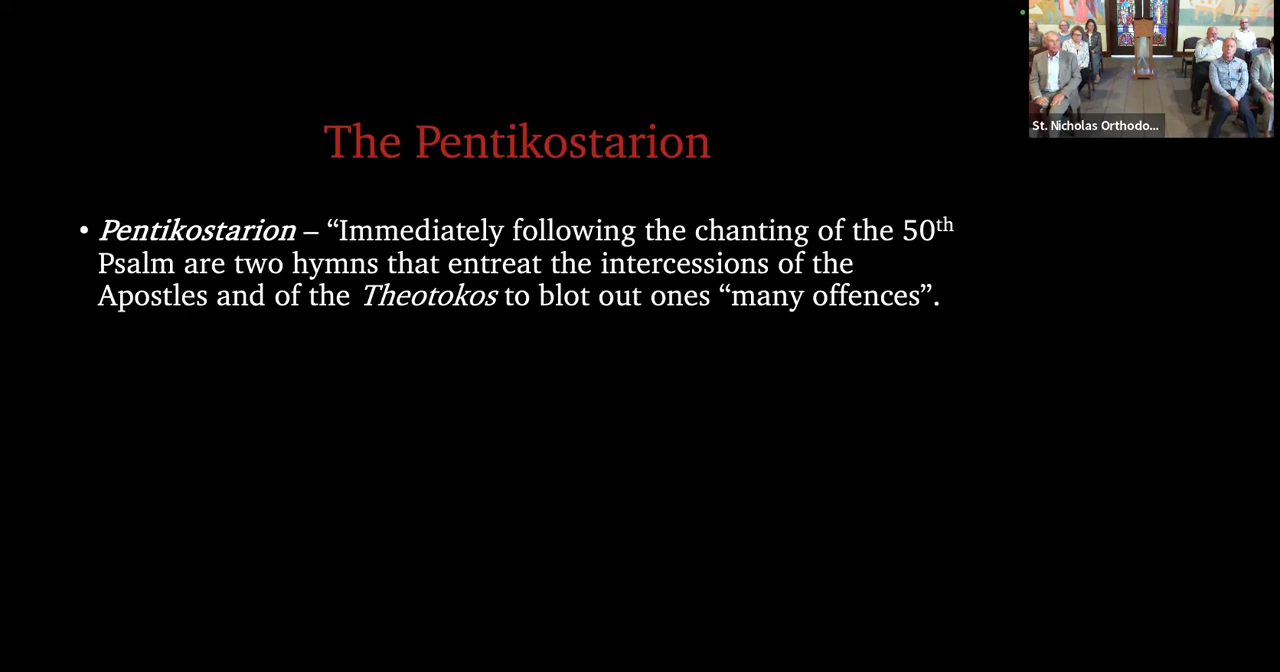 The Pentikostarion
• Pentikostarion – “Immediately following the chanting of the 50th
Psalm are two hymns that entreat the intercessions of the
Apostles and of the Theotokos to blot out ones “many offences”.
St. Nicholas Orthodo...